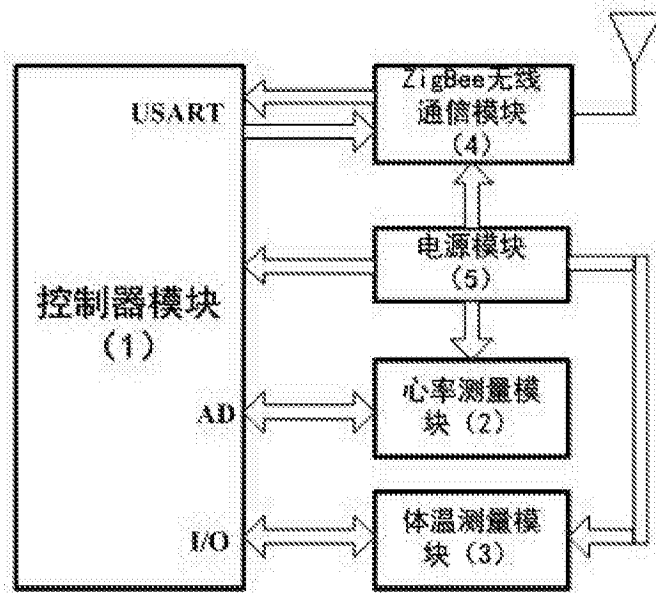 USART
控制器模块
(1)
AD
I/O
ZigBee无线
通信模块
(4)
电源模块
(5)
心率测量模
块(2)
体温测量模
块(3)